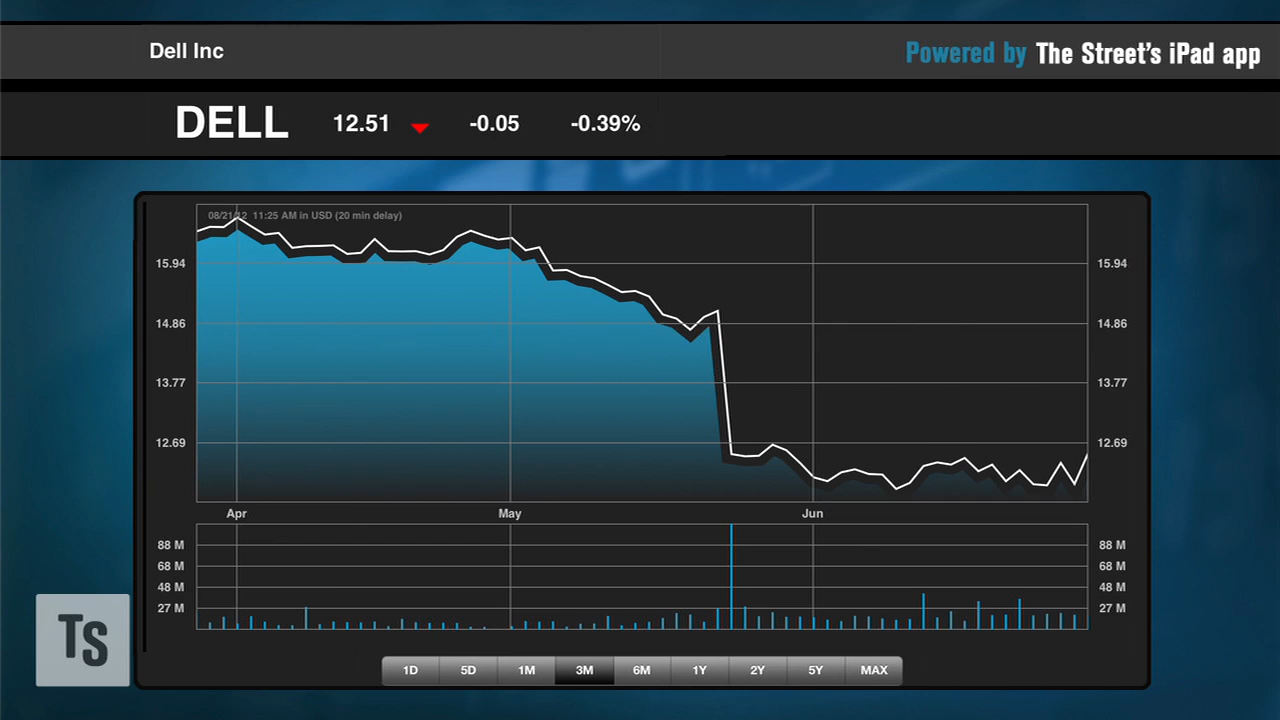 Dell Inc
Powered by The Street's iPad app
DELL 12.51 -0.05 -0.39%
08/21/12 11:25 AM in USD (20 min delay)
15.94 15.94
14.86 14.86
13.77 13.77
12.69 12.69
Apr May Jun
88 M 88 M
68 M 68 M
48 M 48 M
27 M 27 M
Ts
1D 5D 1M 3M 6M 1Y 2Y 5Y MAX